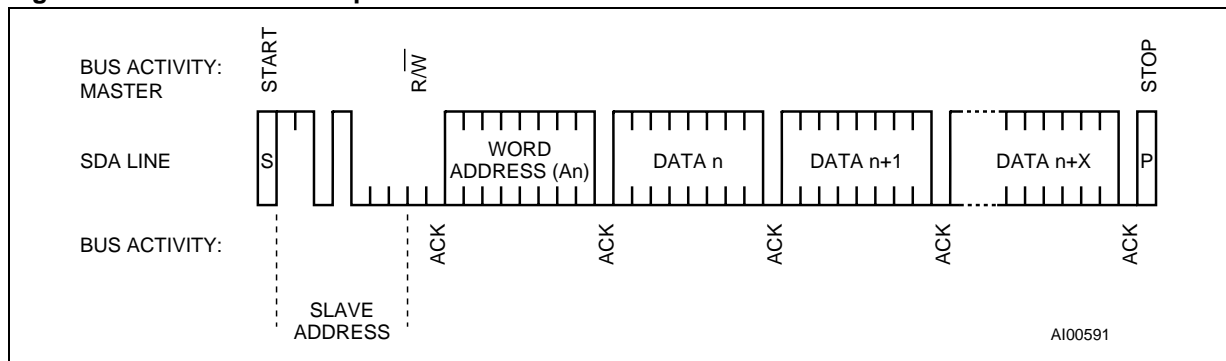 START
R/W
STOP
BUS ACTIVITY:
MASTER
SDA LINE
S
WORD
ADDRESS (An)
DATA n
DATA n+1
DATA n+X
P
BUS ACTIVITY:
ACK
ACK
ACK
ACK
ACK
SLAVE
ADDRESS
AI00591